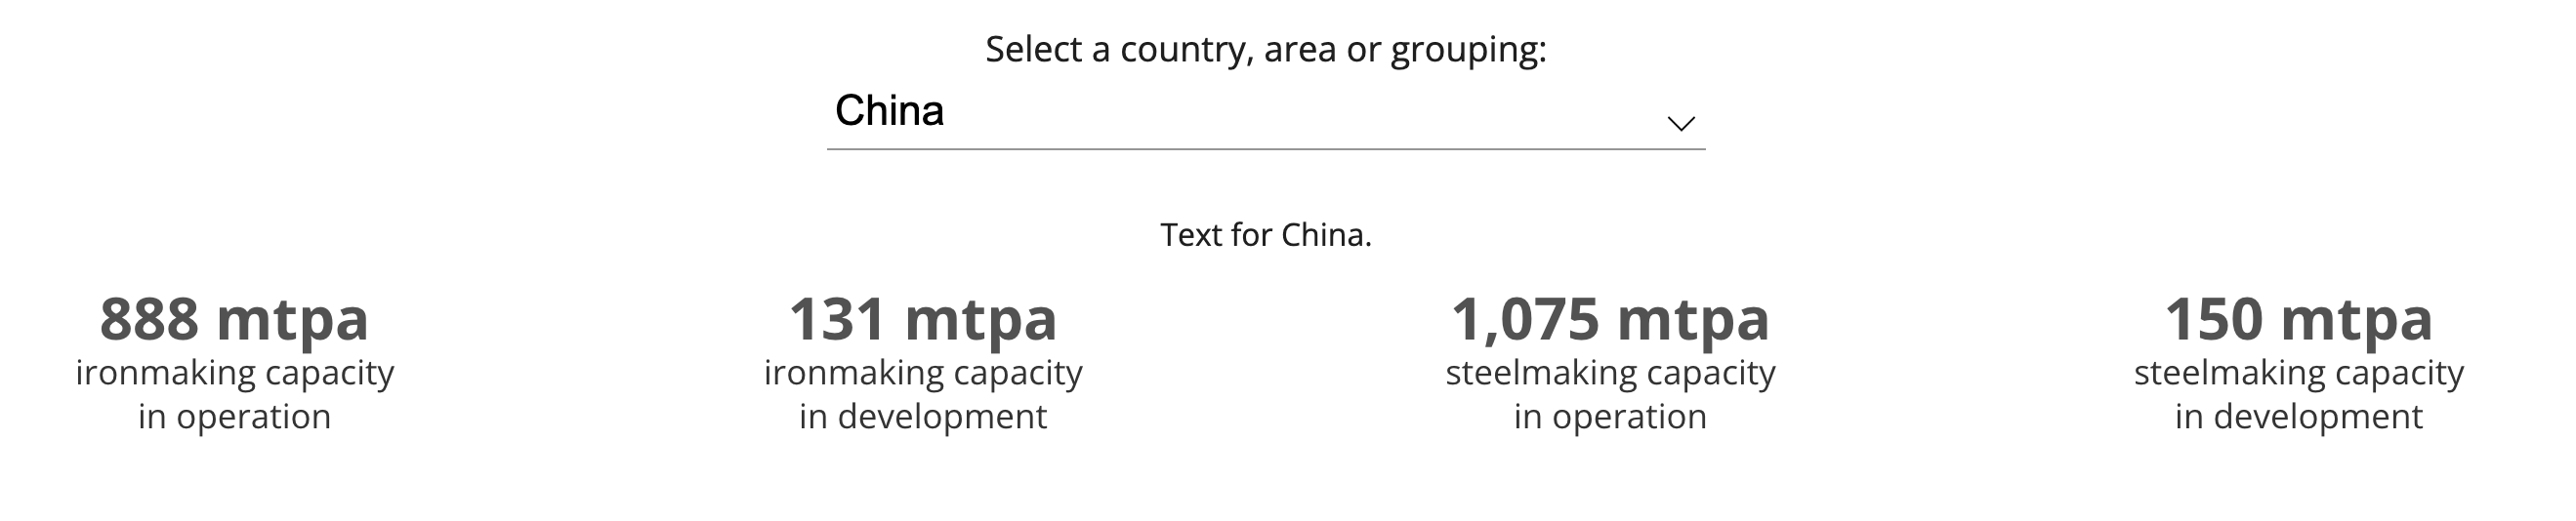 Select a country, area or grouping:
China
Text for China.
888 mtpa
ironmaking capacity
in operation
131 mtpa
ironmaking capacity
in development
1,075 mtpa
steelmaking capacity
in operation
150 mtpa
steelmaking capacity
in development